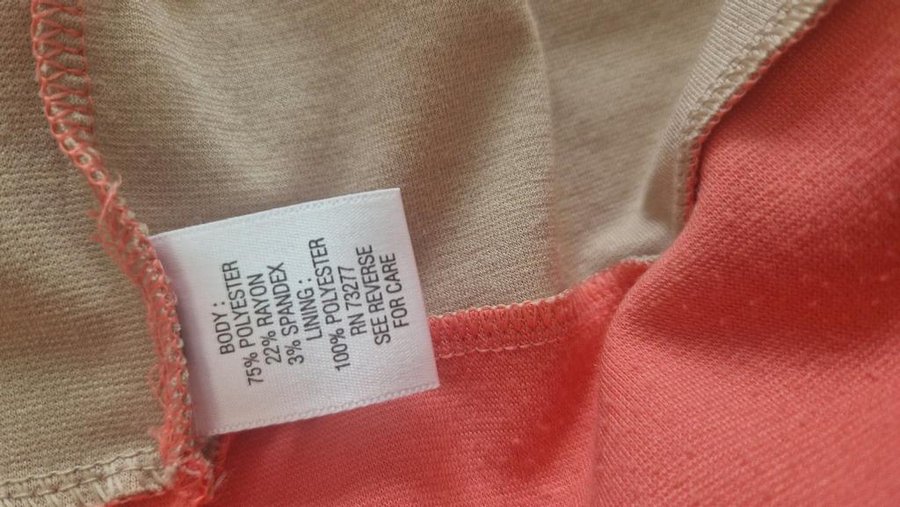 BODY :
75% POLYESTER
22% RAYON
3% SPANDEX
LINING :
100% POLYESTER
RN 73277
SEE REVERSE
FOR CARE